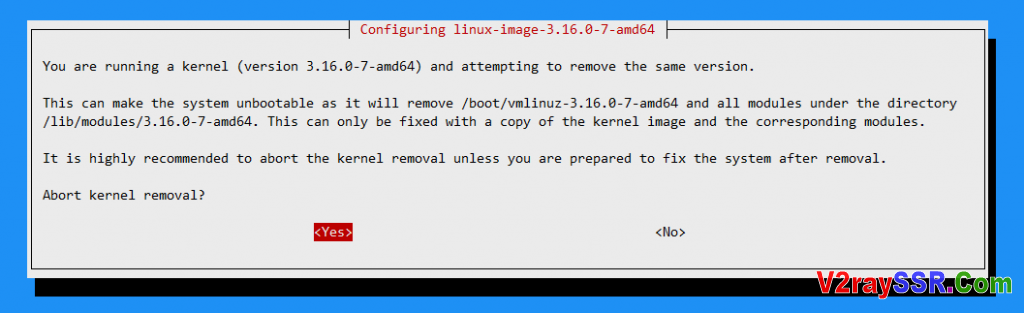 Configuring linux-image-3.16.0-7-amd64
You are running a kernel (version 3.16.0-7-amd64) and attempting to remove the same version.
This can make the system unbootable as it will remove /boot/vmlinuz-3.16.0-7-amd64 and all modules under the directory
/lib/modules/3.16.0-7-amd64. This can only be fixed with a copy of the kernel image and the corresponding modules.
It is highly recommended to abort the kernel removal unless you are prepared to fix the system after removal.
Abort kernel removal?
<Yes> <No>
V2raySSR.Com